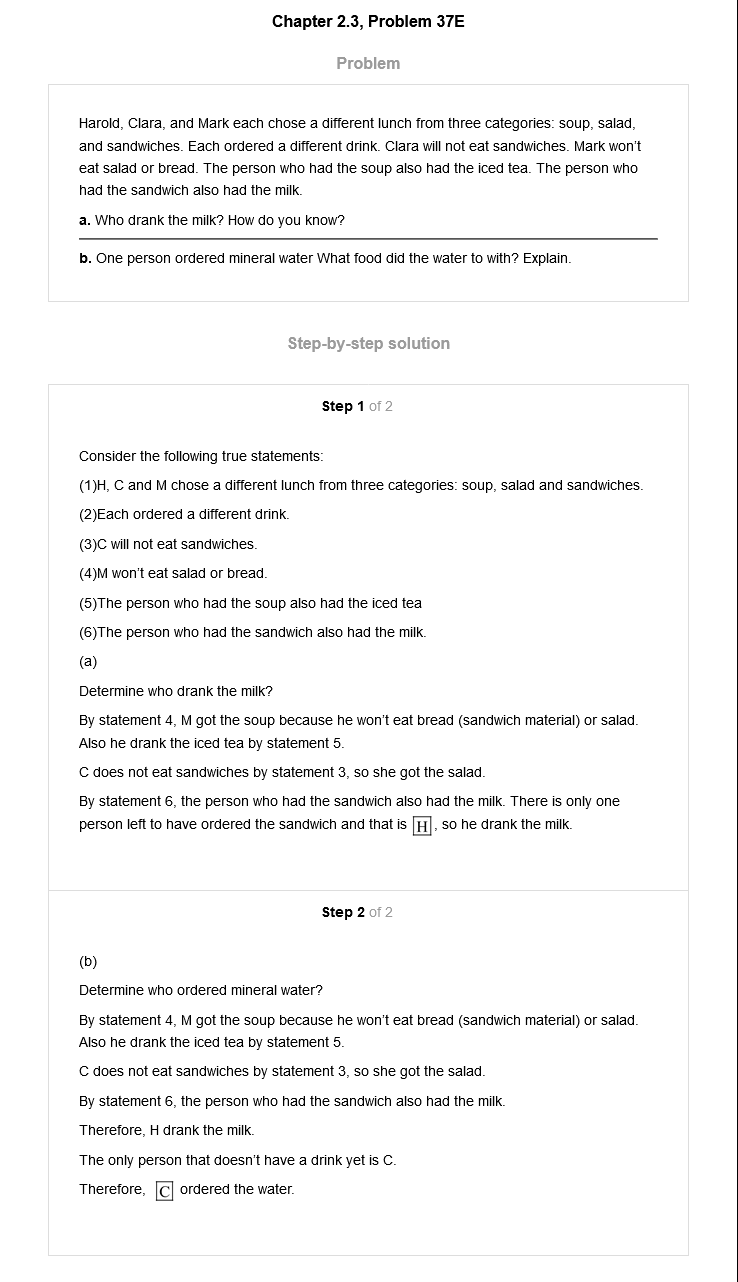 Chapter 2.3, Problem 37E
Problem
Harold, Clara, and Mark each chose a different lunch from three categories: soup, salad,
and sandwiches. Each ordered a different drink. Clara will not eat sandwiches. Mark won't
eat salad or bread. The person who had the soup also had the iced tea. The person who
had the sandwich also had the milk.
a. Who drank the milk? How do you know?
b. One person ordered mineral water What food did the water to with? Explain.
Step-by-step solution
Step 1 of 2
Consider the following true statements:
(1)H, C and M chose a different lunch from three categories: soup, salad and sandwiches.
(2)Each ordered a different drink.
(3)C will not eat sandwiches.
(4)M won't eat salad or bread.
(5)The person who had the soup also had the iced tea
(6)The person who had the sandwich also had the milk.
(a)
Determine who drank the milk?
By statement 4, M got the soup because he won't eat bread (sandwich material) or salad.
Also he drank the iced tea by statement 5.
C does not eat sandwiches by statement 3, so she got the salad.
By statement 6, the person who had the sandwich also had the milk. There is only one
person left to have ordered the sandwich and that is H, so he drank the milk.
Step 2 of 2
(b)
Determine who ordered mineral water?
By statement 4, M got the soup because he won't eat bread (sandwich material) or salad.
Also he drank the iced tea by statement 5.
C does not eat sandwiches by statement 3, so she got the salad.
By statement 6, the person who had the sandwich also had the milk.
Therefore, H drank the milk.
The only person that doesn't have a drink yet is C.
Therefore, C ordered the water.